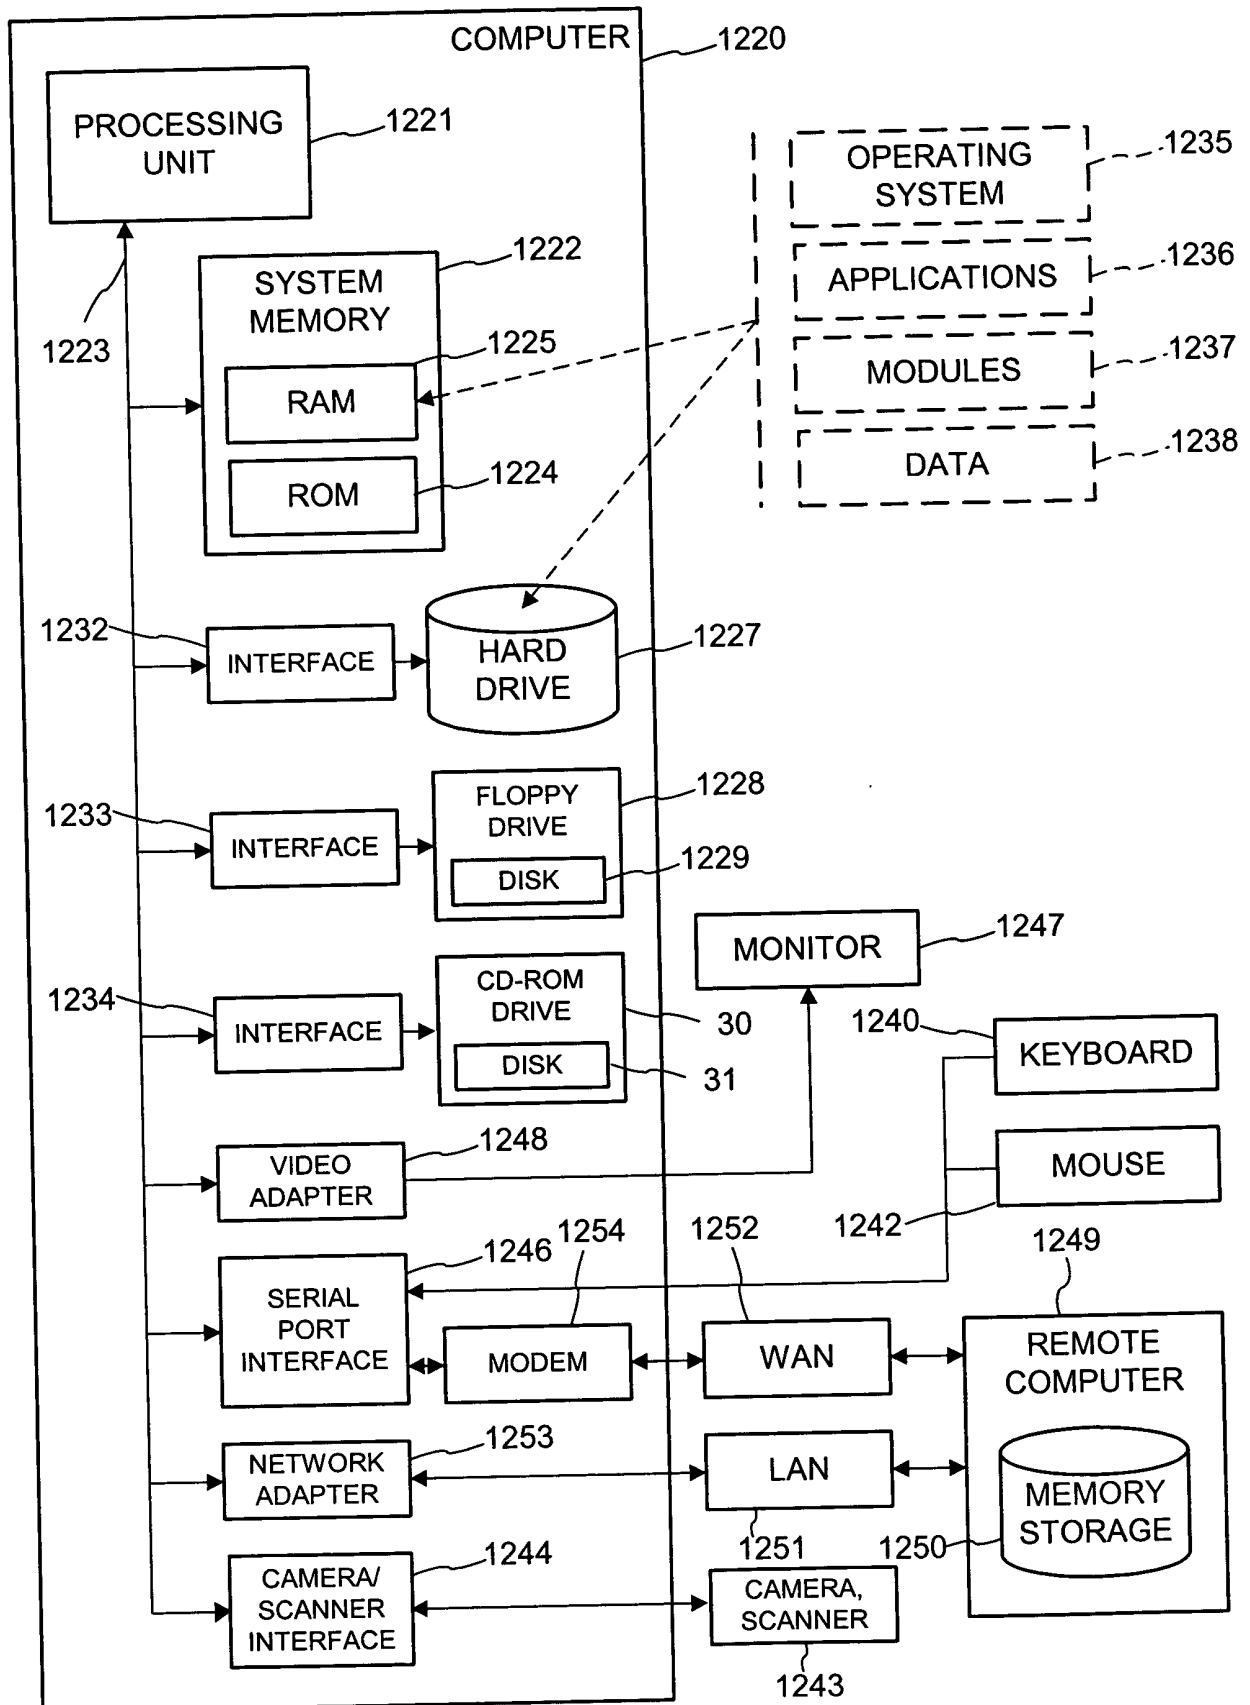 COMPUTER
1220
PROCESSING
UNIT
1221
1223
SYSTEM
MEMORY
1222
RAM
1225
ROM
1224
OPERATING
SYSTEM
1235
APPLICATIONS
1236
MODULES
1237
DATA
1238
1232
INTERFACE
HARD
DRIVE
1227
1233
INTERFACE
FLOPPY
DRIVE
1228
DISK
1229
1234
INTERFACE
CD-ROM
DRIVE
30
DISK
31
MONITOR
1247
1240
KEYBOARD
MOUSE
1242
VIDEO
ADAPTER
1248
SERIAL
PORT
INTERFACE
1246
MODEM
1254
WAN
1252
REMOTE
COMPUTER
1249
MEMORY
STORAGE
1250
NETWORK
ADAPTER
1253
LAN
1251
CAMERA/
SCANNER
INTERFACE
1244
CAMERA,
SCANNER
1243